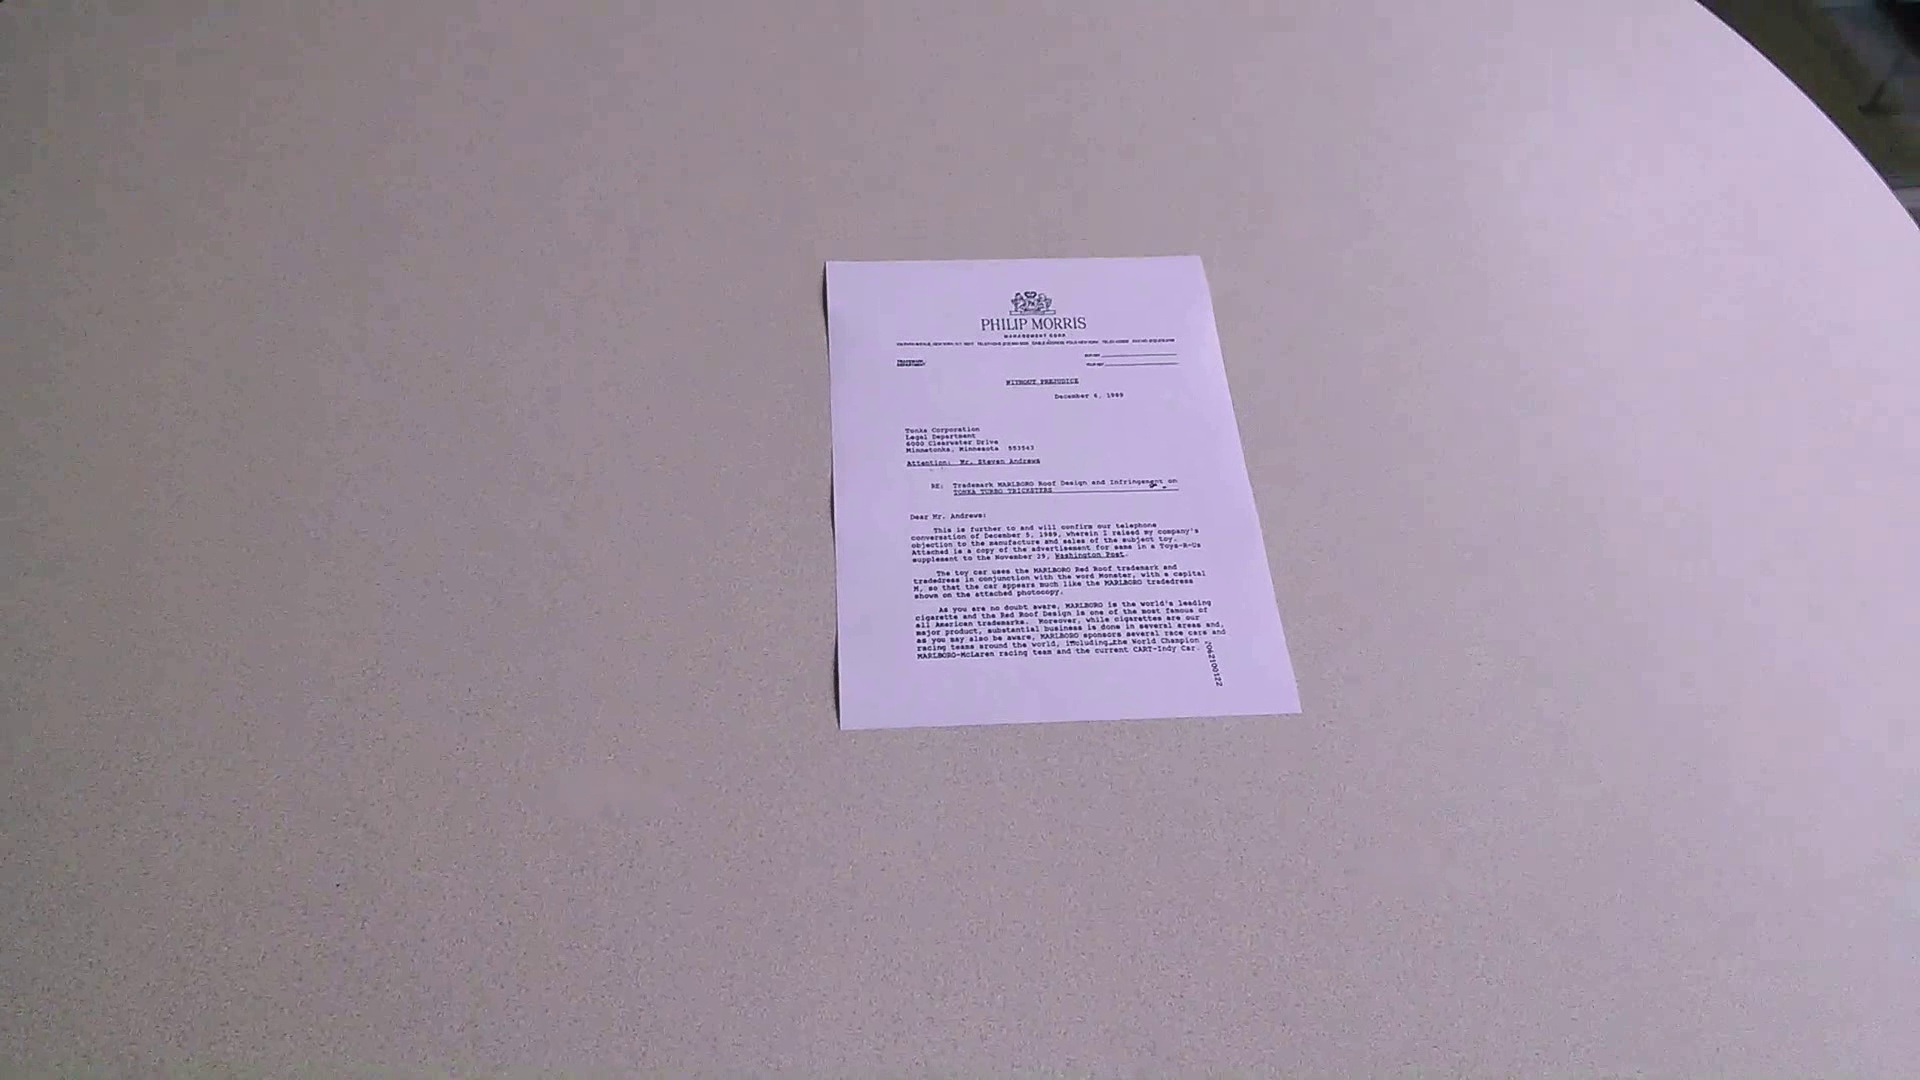 PHILIP MORRIS
MANAGEMENT CORP.
TRADEMARK
DEPARTMENT
WITHOUT PREJUDICE
December 6, 1989
Tonka Corporation
Legal Department
6000 Clearwater Drive
Minnetonka, Minnesota 553543
Attention: Mr. Steven Andrews
RE: Trademark MARLBORO Roof Design and Infringement on
TONKA TURBO TRICKSTERS
Dear Mr. Andrews:
This is further to and will confirm our telephone
conversation of December 5, 1989, wherein I raised my company's
objection to the manufacture and sales of the subject toy.
Attached is a copy of the advertisement for same in a Toys-R-Us
supplement to the November 29, Washington Post.
The toy car uses the MARLBORO Red Roof trademark and
tradedress in conjunction with the word Monster, with a capital
M, so that the car appears much like the MARLBORO tradedress
shown on the attached photocopy.
As you are no doubt aware, MARLBORO is the world's leading
cigarette and the Red Roof Design is one of the most famous of
all American trademarks. Moreover, while cigarettes are our
major product, substantial business is done in several areas and,
as you may also be aware, MARLBORO sponsors several race cars and
racing teams around the world, including the World Champion
MARLBORO-McLaren racing team and the current CART-Indy Car.